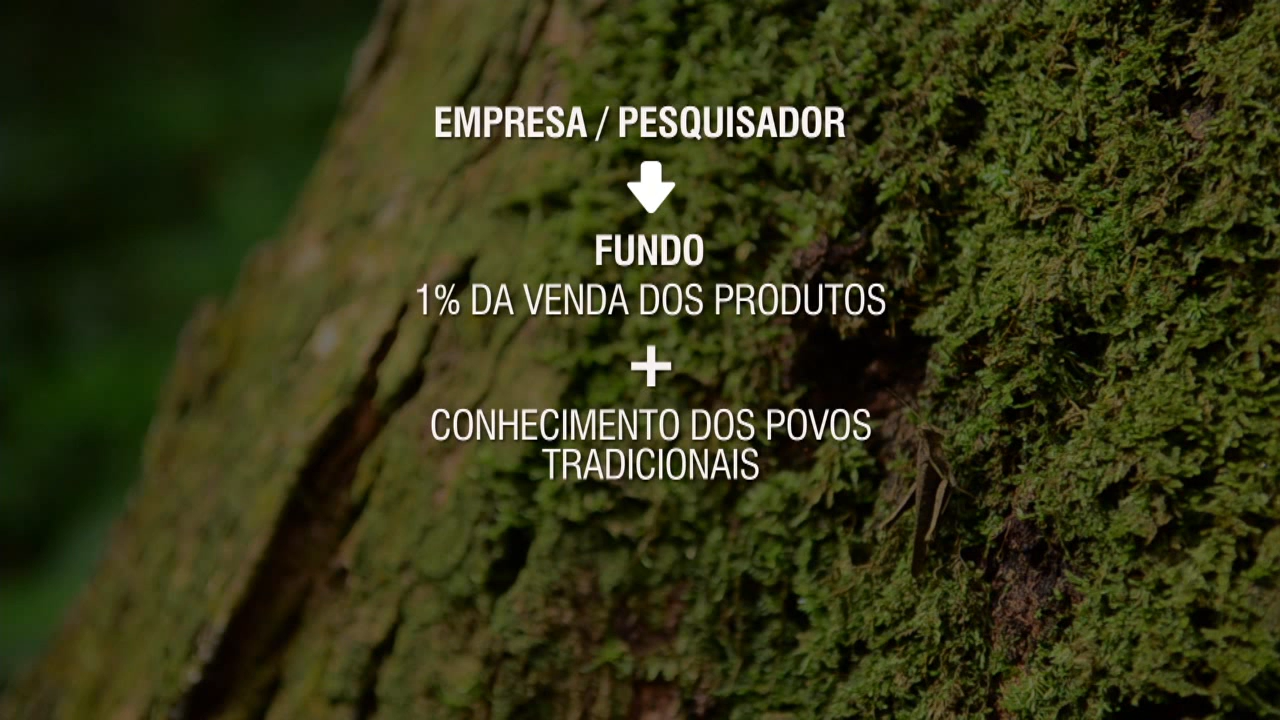 EMPRESA / PESQUISADOR
FUNDO
1% DA VENDA DOS PRODUTOS
+
CONHECIMENTO DOS POVOS
TRADICIONAIS